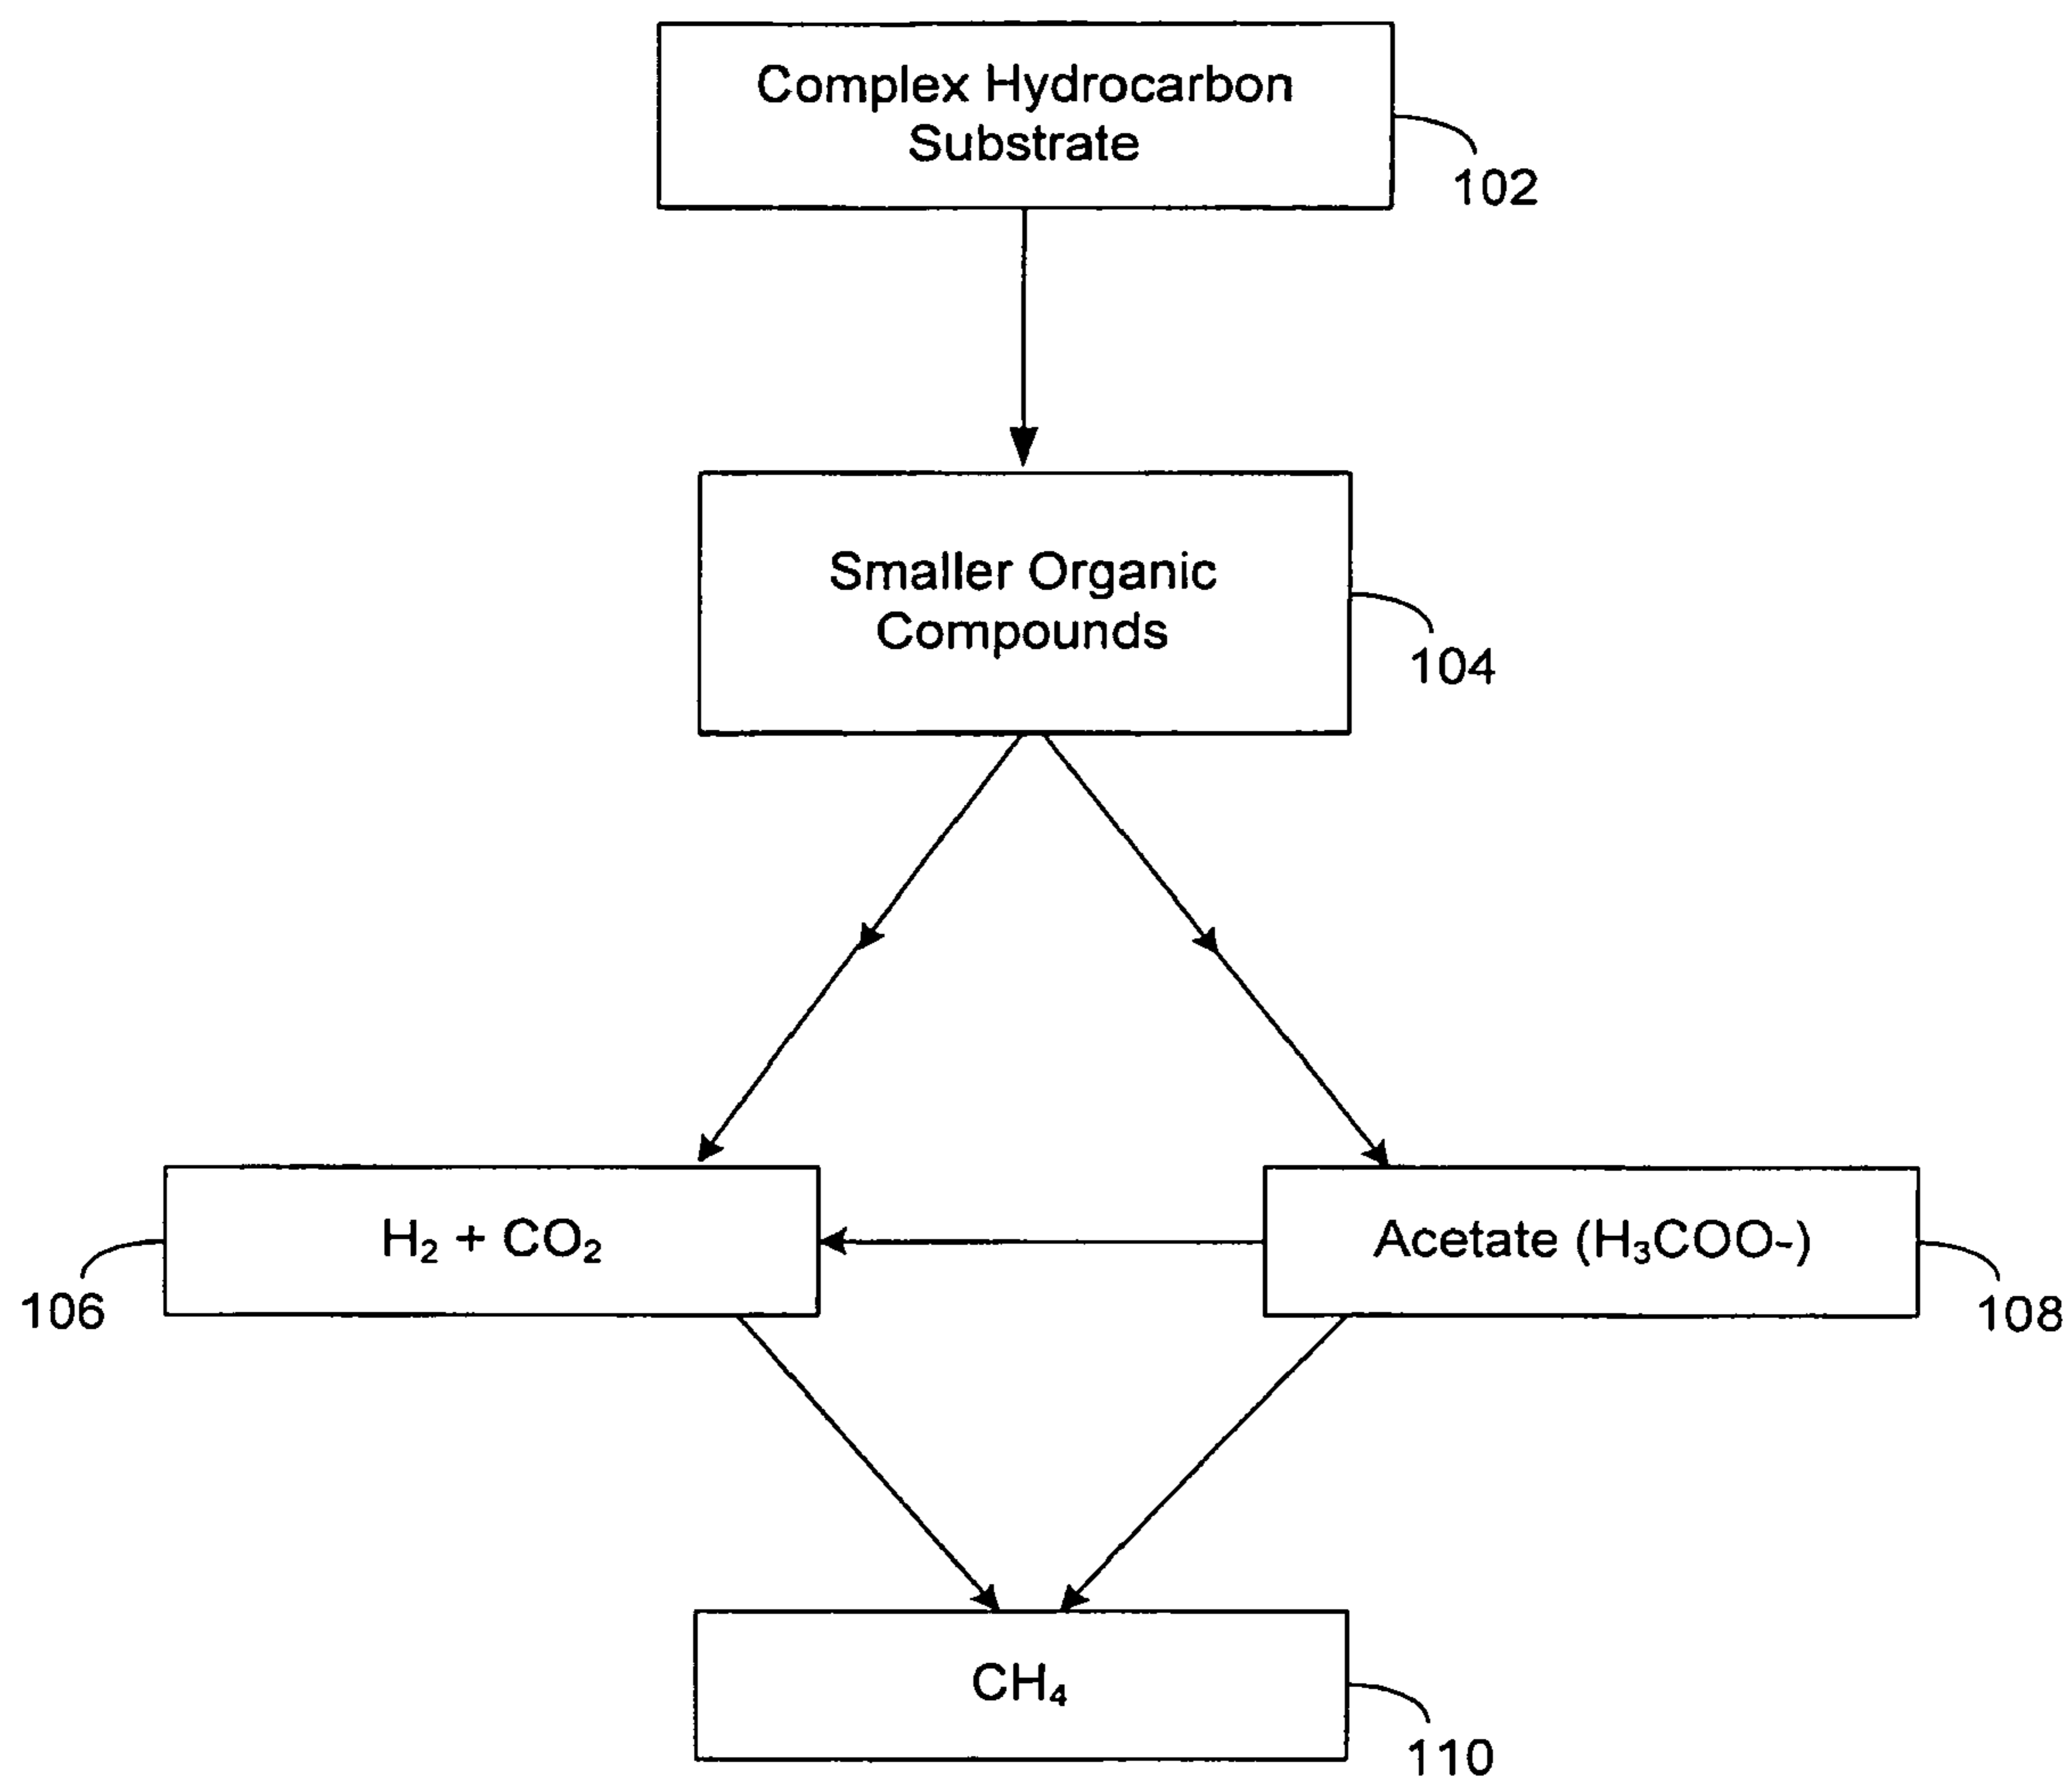 Complex Hydrocarbon
Substrate
102
Smaller Organic
Compounds
104
H₂ + CO₂
Acetate (H₃COO-)
106
108
CH₄
110